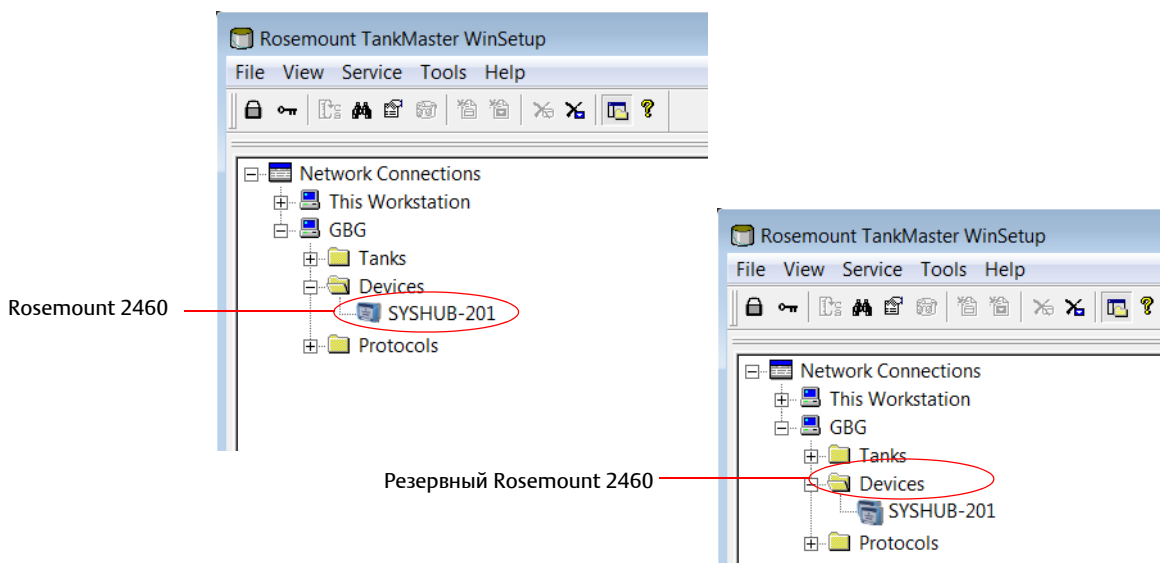 Rosemount TankMaster WinSetup
File View Service Tools Help
Network Connections
This Workstation
GBG
Tanks
Devices
SYSHUB-201
Protocols
Rosemount 2460
Rosemount TankMaster WinSetup
File View Service Tools Help
Network Connections
This Workstation
GBG
Tanks
Devices
SYSHUB-201
Protocols
Резервный Rosemount 2460